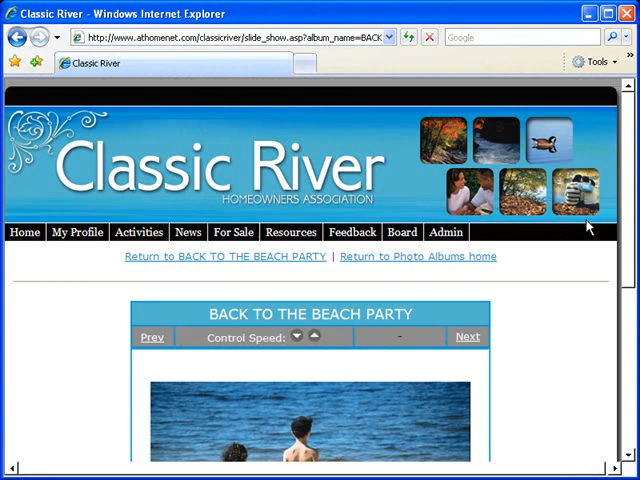 Classic River - Windows Internet Explorer
http://www.athomenet.com/classicriver/slide_show.asp?album_name=BACK
Google
Classic River
Tools
Classic River
HOMEOWNERS ASSOCIATION
Home My Profile Activities News For Sale Resources Feedback Board Admin
Return to BACK TO THE BEACH PARTY | Return to Photo Albums home
BACK TO THE BEACH PARTY
Prev Control Speed: - Next